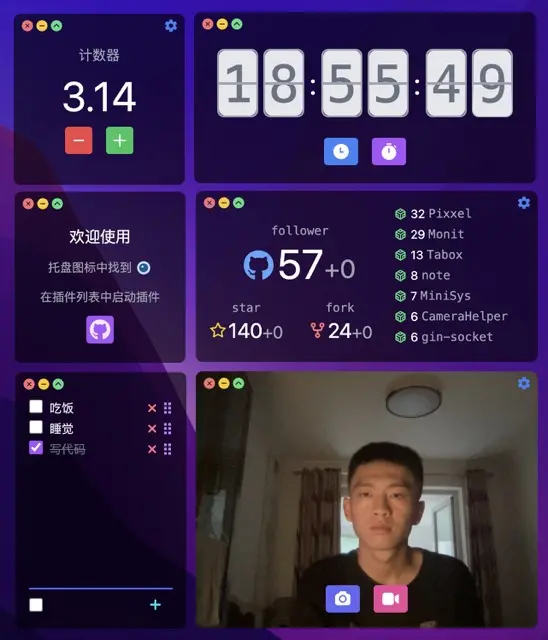 计数器
3.14
18:55:49
欢迎使用
托盘图标中找到
在插件列表中启动插件
follower
57+0
star
fork
140+0
24+0
32 Pixxel
29 Monit
13 Tabox
8 note
7 MiniSys
6 CameraHelper
6 gin-socket
吃饭
睡觉
写代码